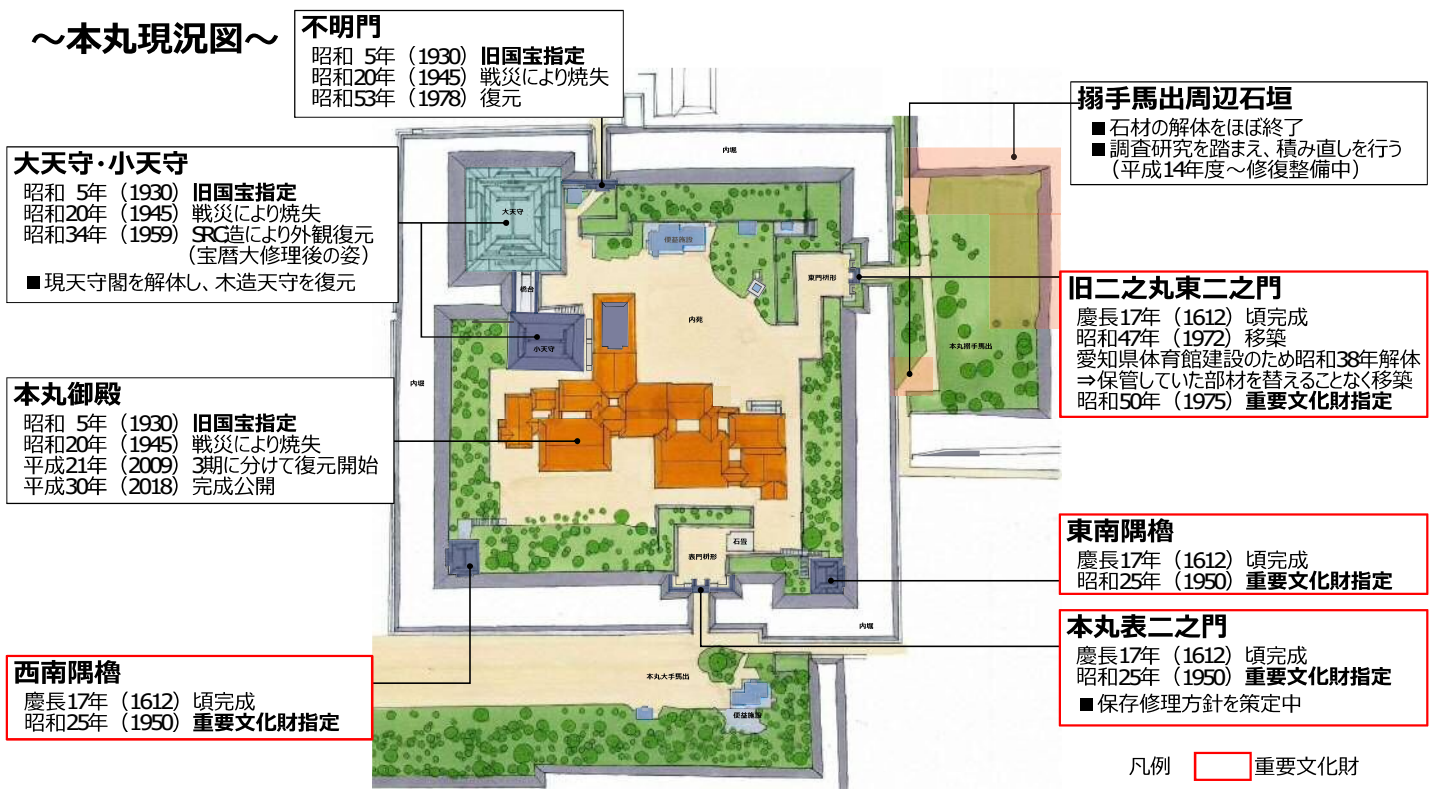 ～本丸現況図～
不明門
昭和 5年（1930）旧国宝指定
昭和20年（1945）戦災により焼失
昭和53年（1978）復元
大天守・小天守
昭和 5年（1930）旧国宝指定
昭和20年（1945）戦災により焼失
昭和34年（1959）SRC造により外観復元
（宝暦大修理後の姿）
■現天守閣を解体し、木造天守を復元
本丸御殿
昭和 5年（1930）旧国宝指定
昭和20年（1945）戦災により焼失
平成21年（2009）3期に分けて復元開始
平成30年（2018）完成公開
西南隅櫓
慶長17年（1612）頃完成
昭和25年（1950）重要文化財指定
搦手馬出周辺石垣
■石材の解体をほぼ終了
■調査研究を踏まえ、積み直しを行う
（平成14年度～修復整備中）
旧二之丸東二之門
慶長17年（1612）頃完成
昭和47年（1972）移築
愛知県体育館建設のため昭和38年解体
⇒保管していた部材を替えることなく移築
昭和50年（1975）重要文化財指定
東南隅櫓
慶長17年（1612）頃完成
昭和25年（1950）重要文化財指定
本丸表二之門
慶長17年（1612）頃完成
昭和25年（1950）重要文化財指定
■保存修理方針を策定中
凡例 重要文化財
内堀
大天守
便益施設
東門枡形
橋台
内苑
小天守
本丸搦手馬出
内堀
石畳
表門枡形
内堀
本丸大手馬出
便益施設